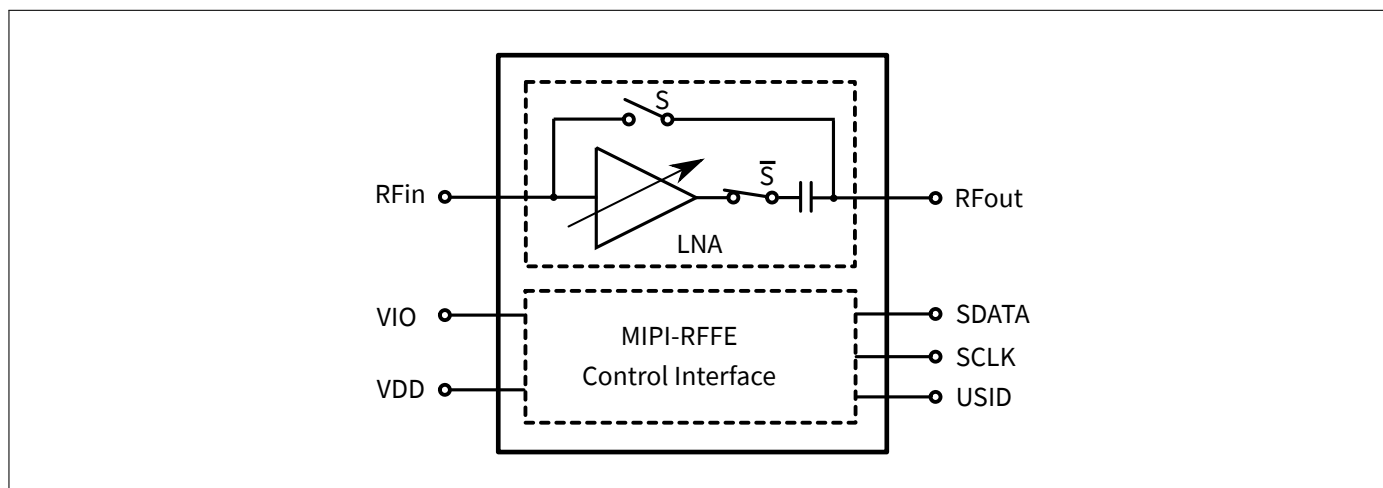 S
RFin
S̅
RFout
LNA
VIO
SDATA
MIPI-RFFE
SCLK
Control Interface
VDD
USID